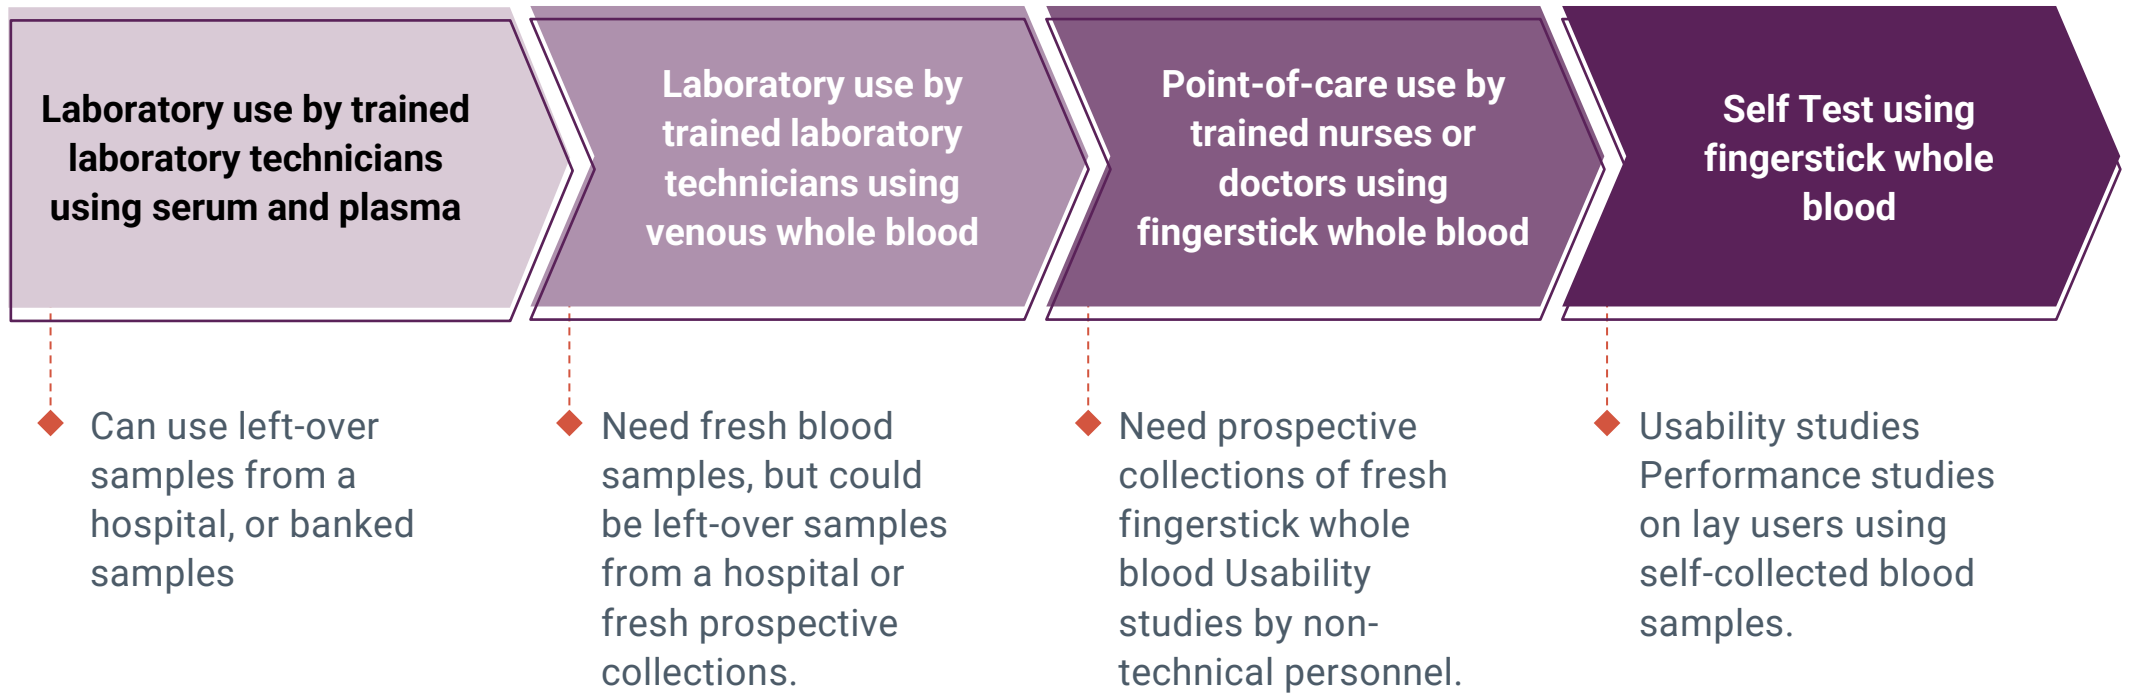 Laboratory use by trained
laboratory technicians
using serum and plasma
Laboratory use by
trained laboratory
technicians using
venous whole blood
Point-of-care use by
trained nurses or
doctors using
fingerstick whole blood
Self Test using
fingerstick whole
blood
Can use left-over
samples from a
hospital, or banked
samples
Need fresh blood
samples, but could
be left-over samples
from a hospital or
fresh prospective
collections.
Need prospective
collections of fresh
fingerstick whole
blood Usability
studies by non-
technical personnel.
Usability studies
Performance studies
on lay users using
self-collected blood
samples.